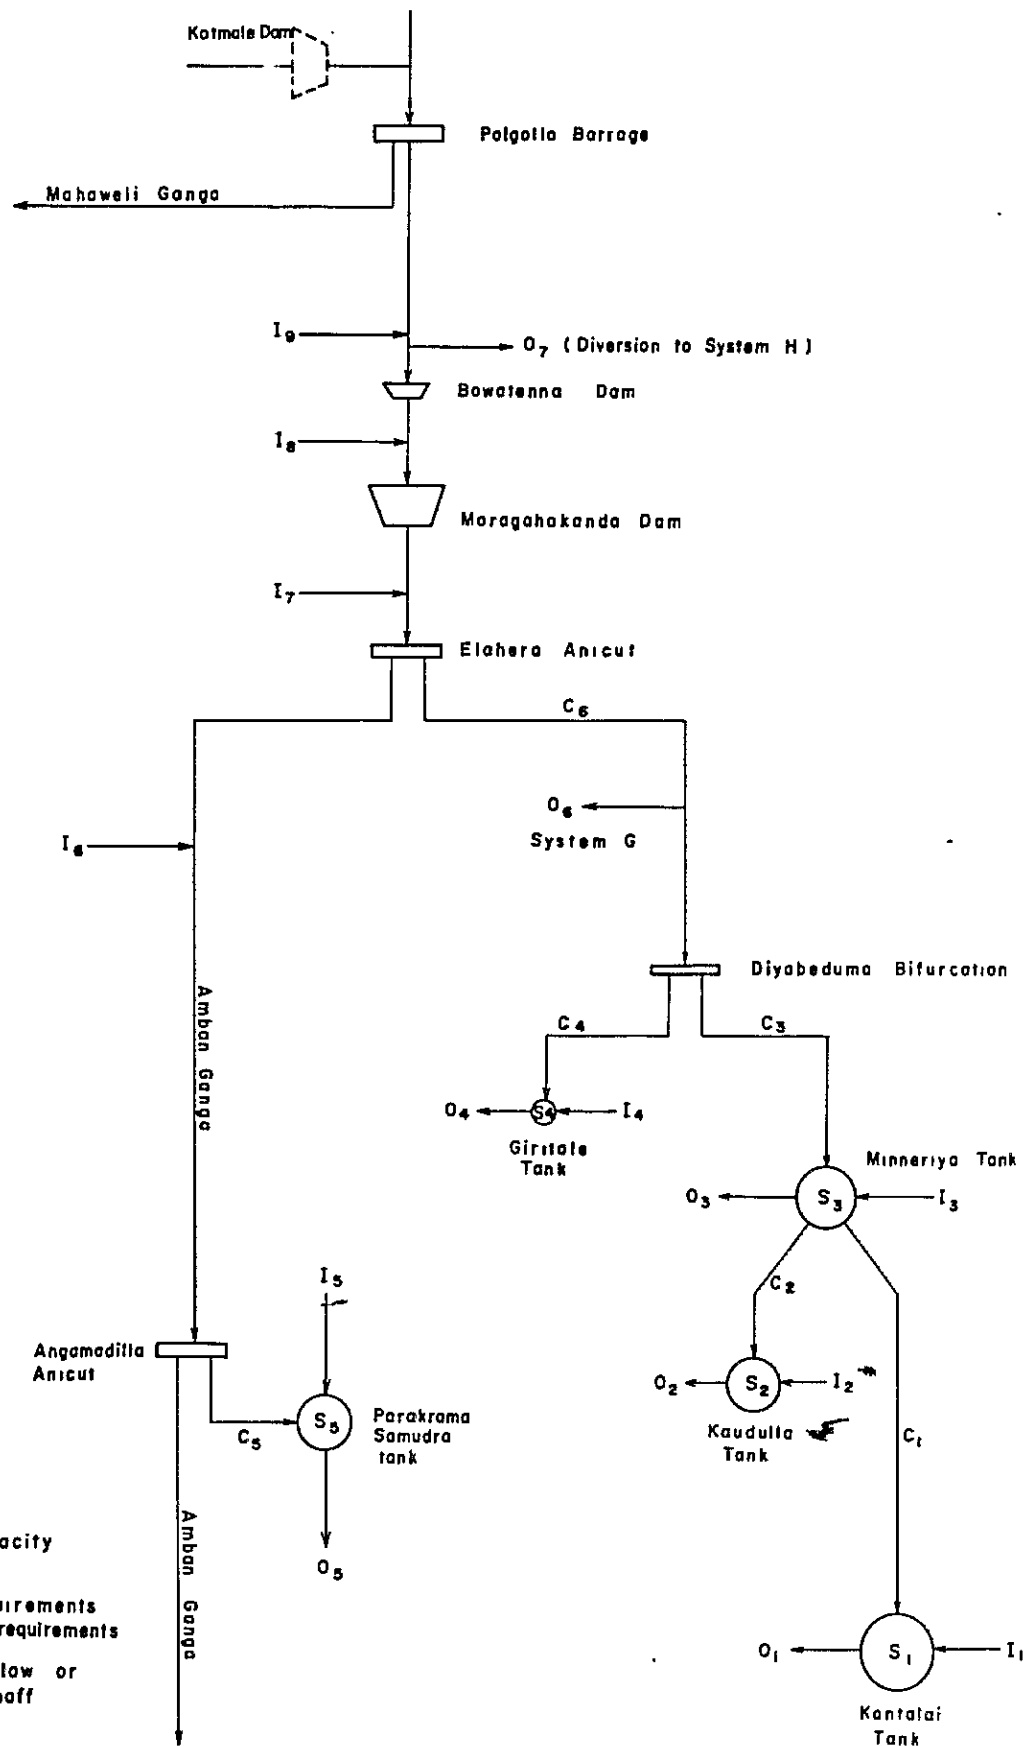 Kotmale Dam
Polgolla Barrage
Mahaweli Ganga
I9
O7 (Diversion to System H)
Bowatenna Dam
I8
Moragahakanda Dam
I7
Elahera Anicut
C6
O6
System G
I6
Diyabeduma Bifurcation
Amban Ganga
C4
C3
O4
S4
I4
Giritale
Tank
Minneriya Tank
O3
S3
I3
C2
I5
Angamadilla
Anicut
O2
S2
I2
Kaudulla
Tank
C5
S5
Parakrama
Samudra
tank
C1
Amban Ganga
O5
acity
irements
requirements
low or
noff
O1
S1
I1
Kantalai
Tank